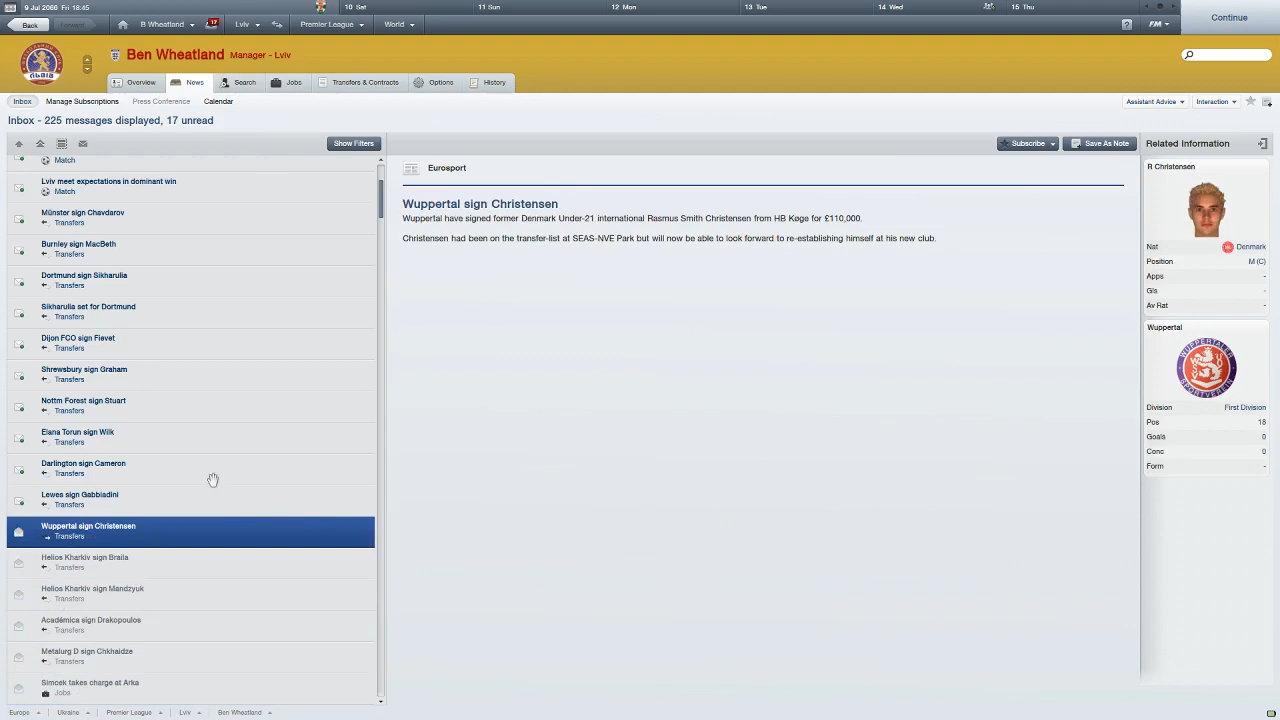 9 Jul 2066 Fri 18:45
10 Sat
11 Sun
12 Mon
13 Tue
14 Wed
15 Thu
Back
Forward
B Wheatland
17
Lviv
Premier League
World
?
FM
Continue
Ben Wheatland Manager - Lviv
Overview
News
Search
Jobs
Transfers & Contracts
Options
History
Inbox
Manage Subscriptions
Press Conference
Calendar
Assistant Advice
Interaction
Inbox - 225 messages displayed, 17 unread
Show Filters
Match
Lviv meet expectations in dominant win
Match
Münster sign Chavdarov
Transfers
Burnley sign MacBeth
Transfers
Dortmund sign Sikharulia
Transfers
Sikharulia set for Dortmund
Transfers
Dijon FCO sign Fievet
Transfers
Shrewsbury sign Graham
Transfers
Nottm Forest sign Stuart
Transfers
Elana Torun sign Wilk
Transfers
Darlington sign Cameron
Transfers
Lewes sign Gabbiadini
Transfers
Wuppertal sign Christensen
Transfers
Helios Kharkiv sign Braila
Transfers
Helios Kharkiv sign Mandzyuk
Transfers
Académica sign Drakopoulos
Transfers
Metalurg D sign Chkhaidze
Transfers
Simcek takes charge at Arka
Jobs
Subscribe
Save As Note
Eurosport
Wuppertal sign Christensen
Wuppertal have signed former Denmark Under-21 international Rasmus Smith Christensen from HB Køge for £110,000.
Christensen had been on the transfer-list at SEAS-NVE Park but will now be able to look forward to re-establishing himself at his new club.
Related Information
R Christensen
Nat Denmark
Position M (C)
Apps -
Gls -
Av Rat -
Wuppertal
WUPPERTALER
SPORTVEREIN
Division First Division
Pos 18
Goals 0
Conc 0
Form -
Europe
Ukraine
Premier League
Lviv
Ben Wheatland